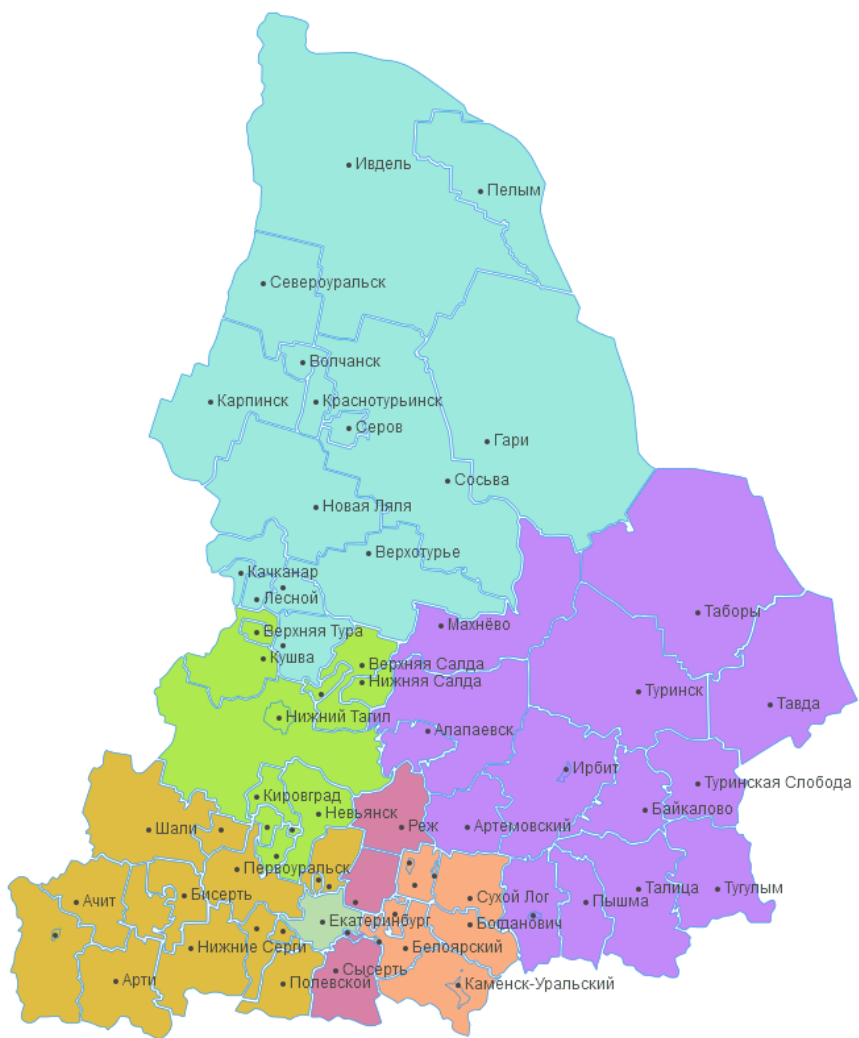 Ивдель
Пелым
Североуральск
Волчанск
Карпинск
Краснотурьинск
Серов
Гари
Сосьва
Новая Ляля
Верхотурье
Качканар
Лесной
Таборы
Махнёво
Верхняя Тура
Кушва
Верхняя Салда
Нижняя Салда
Туринск
Тавда
Нижний Тагил
Алапаевск
Ирбит
Туринская Слобода
Кировград
Байкалово
Невьянск
Шали
Реж
Артемовский
Первоуральск
Ачит
Бисерть
Сухой Лог
Пышма
Талица
Тугулым
Екатеринбург
Богданович
Нижние Серги
Белоярский
Арти
Сысерть
Полевской
Каменск-Уральский